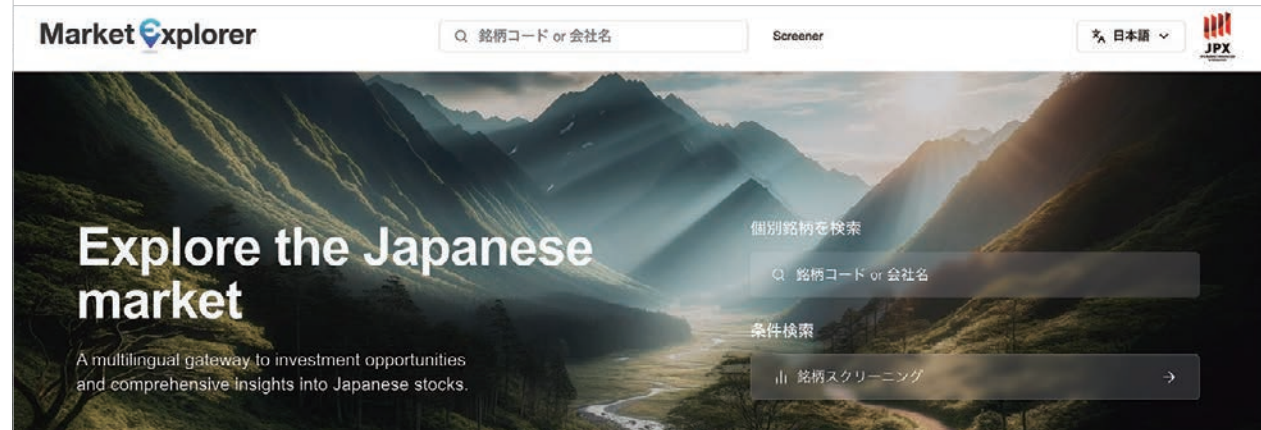 Market Explorer
銘柄コード or 会社名
Screener
日本語
JPX
Explore the Japanese
market
A multilingual gateway to investment opportunities
and comprehensive insights into Japanese stocks.
個別銘柄を検索
銘柄コード or 会社名
条件検索
銘柄スクリーニング